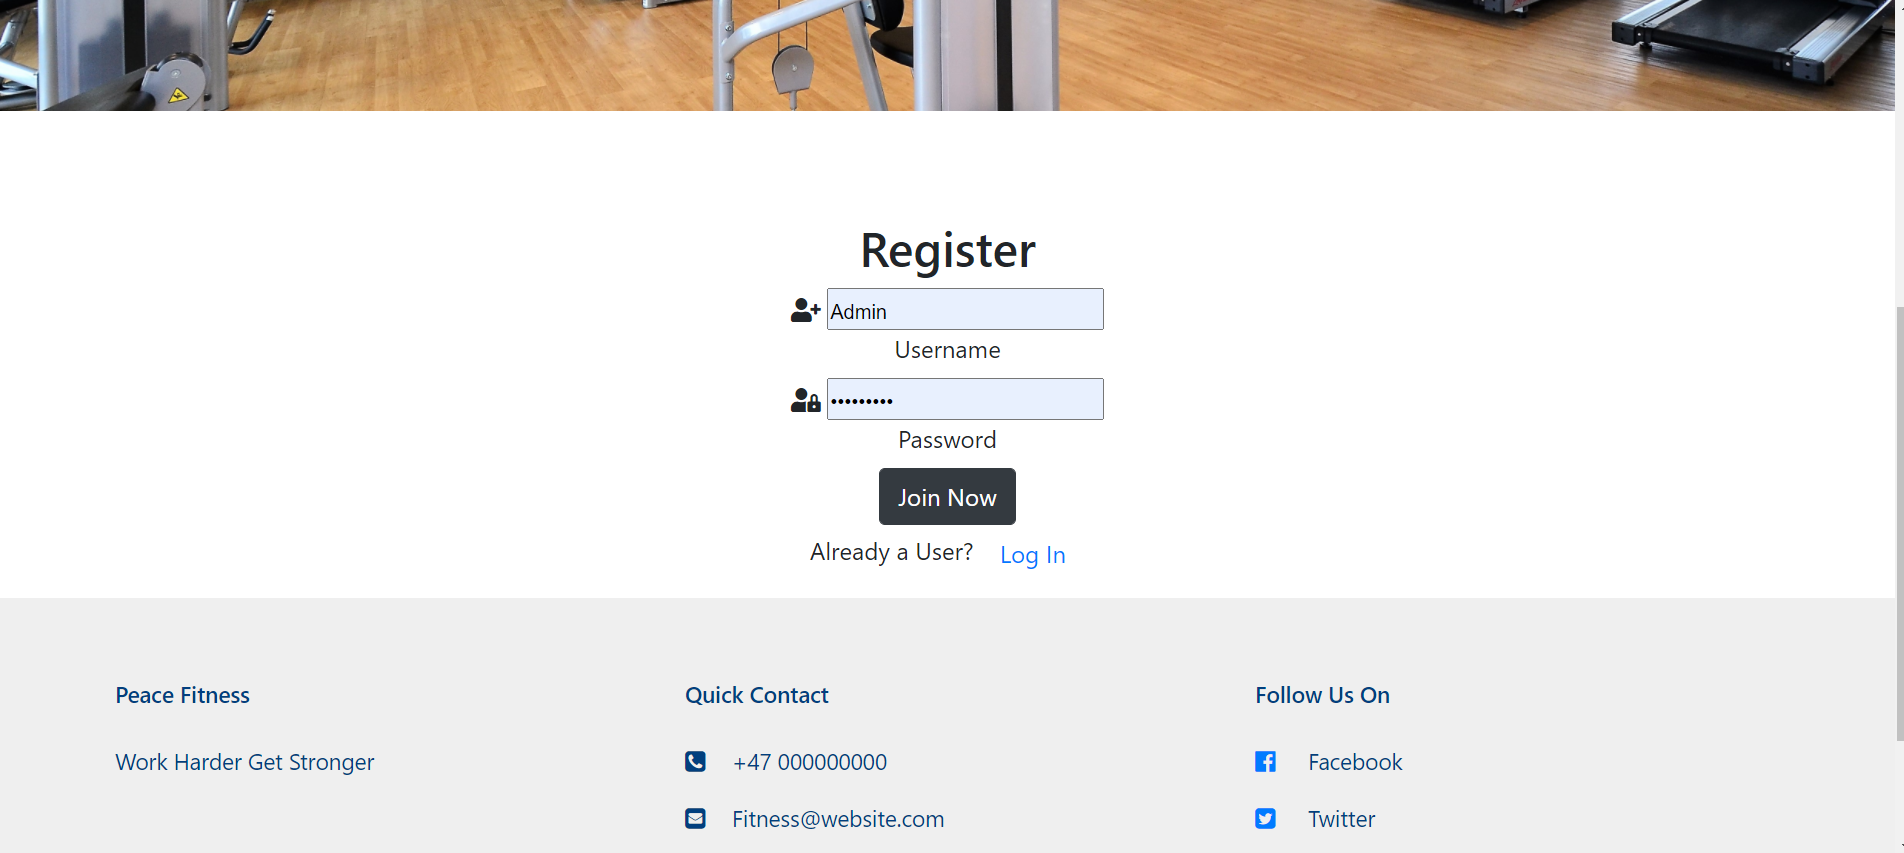 Register
Admin
Username
•••••••••
Password
Join Now
Already a User? Log In
Peace Fitness
Work Harder Get Stronger
Quick Contact
+47 000000000
Fitness@website.com
Follow Us On
Facebook
Twitter